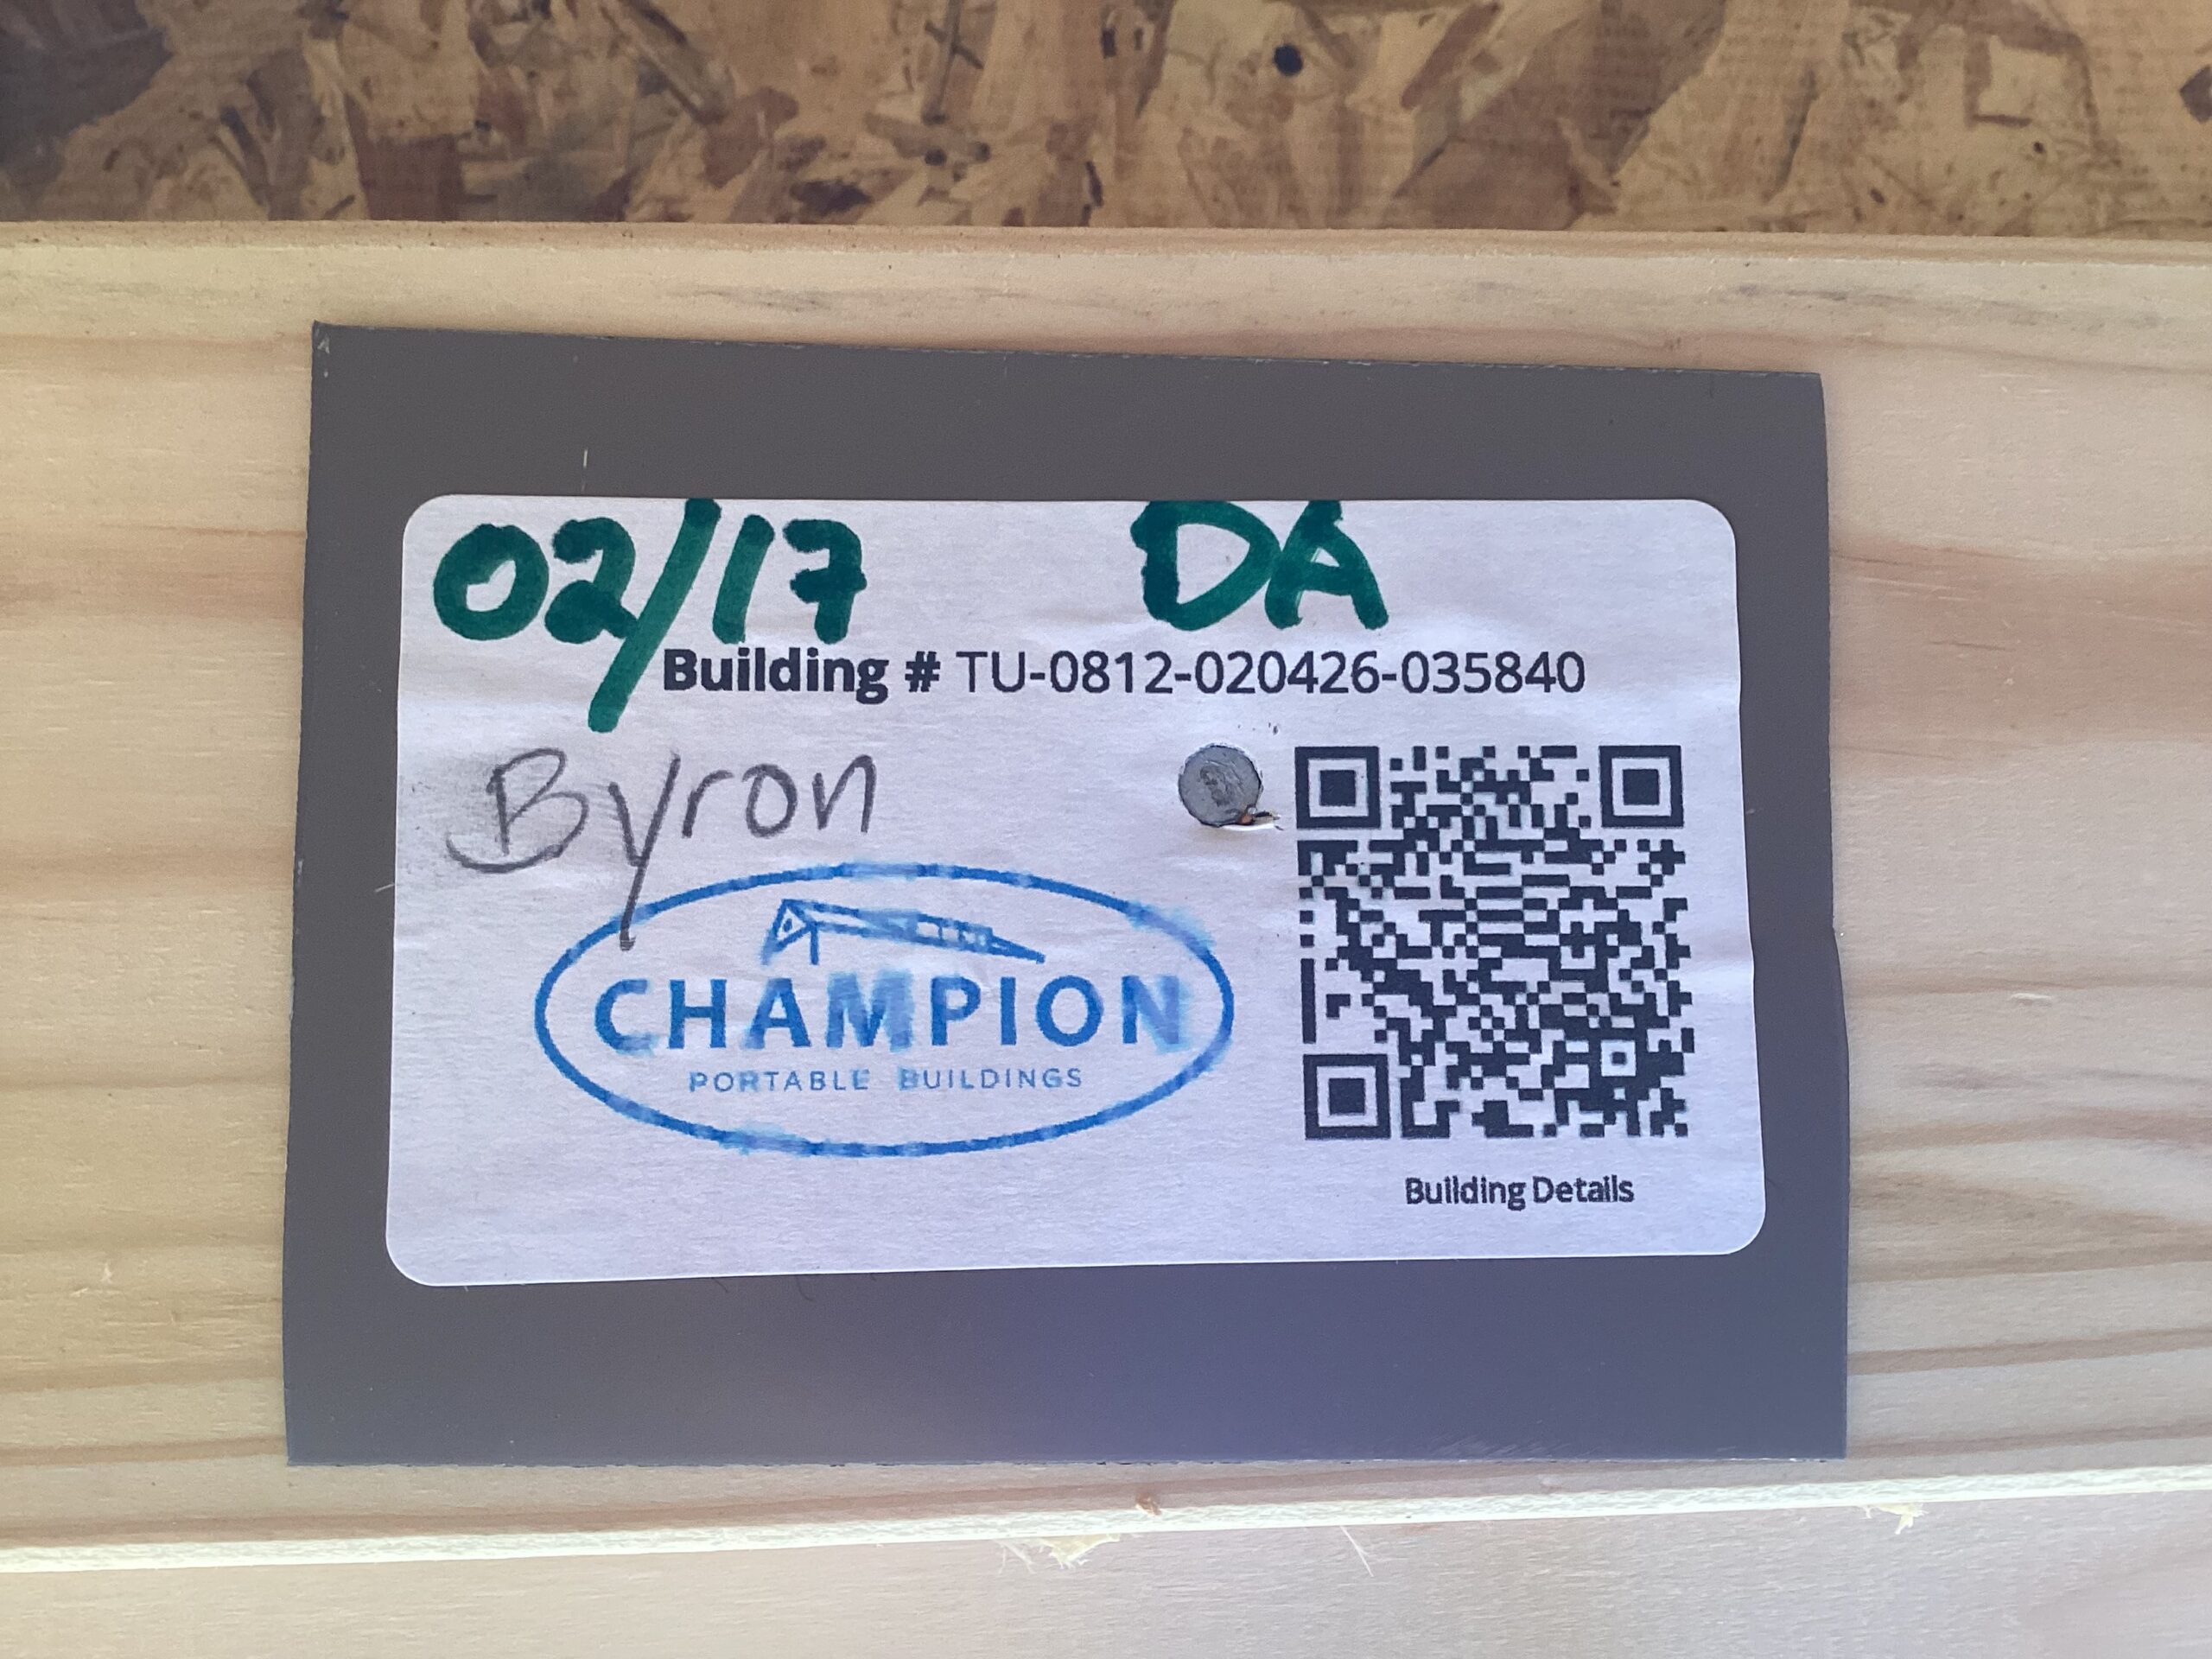 02/17 DA
Building # TU-0812-020426-035840
Byron
CHAMPION
PORTABLE BUILDINGS
Building Details